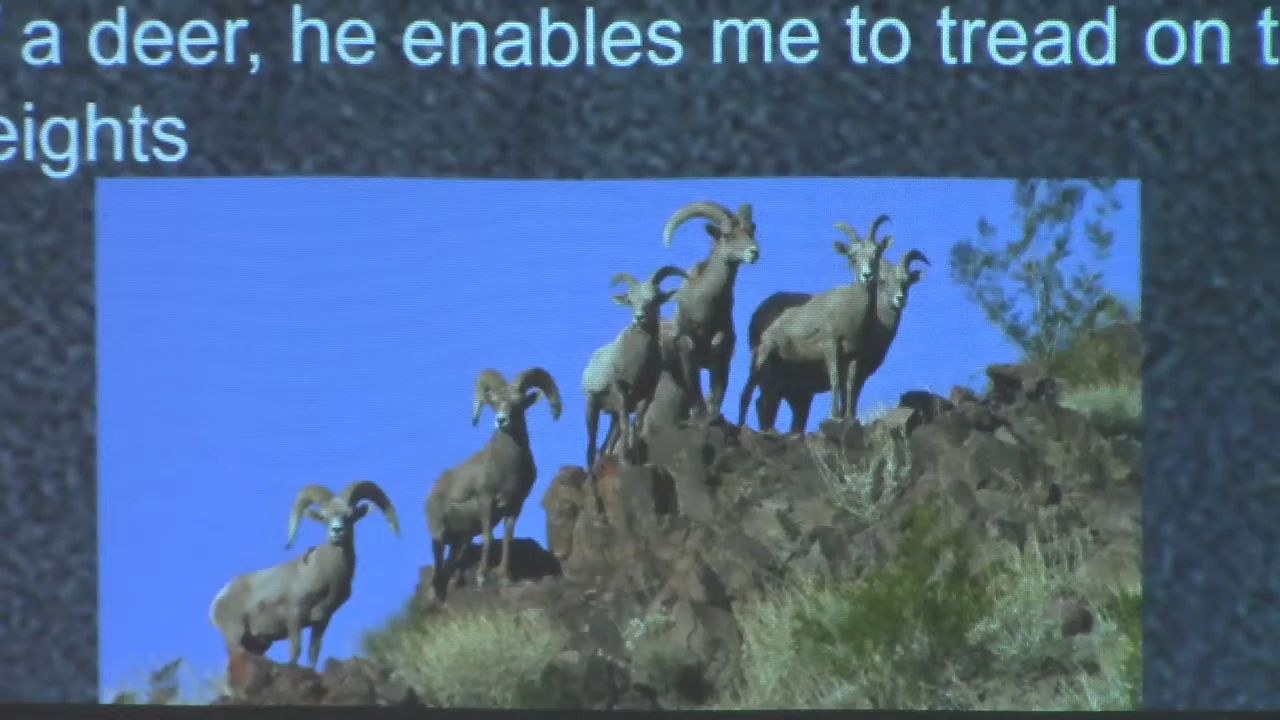 a deer, he enables me to tread on t
eights